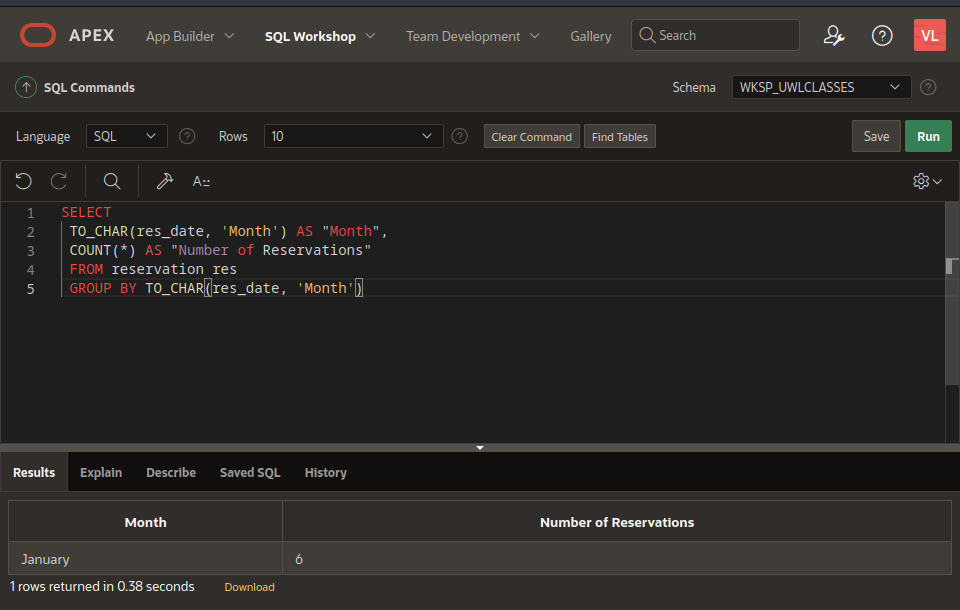 APEX App Builder SQL Workshop Team Development Gallery Search VL
SQL Commands Schema WKSP_UWLCLASSES
Language SQL Rows 10 Clear Command Find Tables Save Run
1 SELECT
2 TO_CHAR(res_date, 'Month') AS "Month",
3 COUNT(*) AS "Number of Reservations"
4 FROM reservation res
5 GROUP BY TO_CHAR(res_date, 'Month')
Results Explain Describe Saved SQL History
Month Number of Reservations
January 6
1 rows returned in 0.38 seconds Download